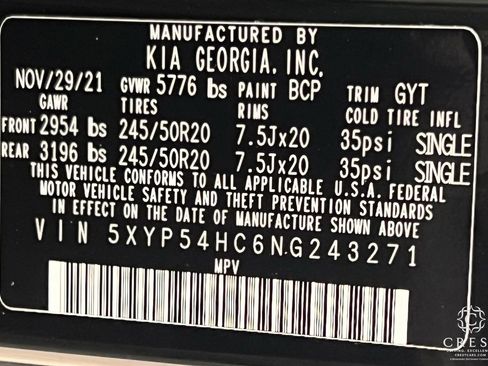 MANUFACTURED BY
KIA GEORGIA, INC.
NOV/29/21 GVWR 5776 lbs PAINT BCP TRIM GYT
GAWR TIRES RIMS COLD TIRE INFL
FRONT 2954 lbs 245/50R20 7.5Jx20 35psi SINGLE
REAR 3196 lbs 245/50R20 7.5Jx20 35psi SINGLE
THIS VEHICLE CONFORMS TO ALL APPLICABLE U.S.A. FEDERAL
MOTOR VEHICLE SAFETY AND THEFT PREVENTION STANDARDS
IN EFFECT ON THE DATE OF MANUFACTURE SHOWN ABOVE
VIN 5XYP54HC6NG243271
MPV